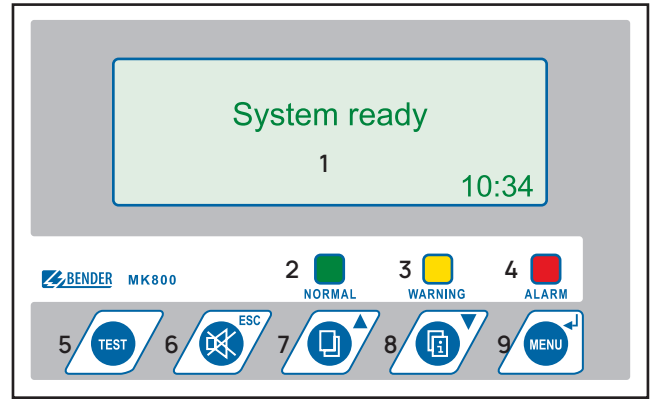 System ready
1
10:34
BENDER MK800
2 3 4
NORMAL WARNING ALARM
ESC
5 TEST 6 7 8 i 9 MENU